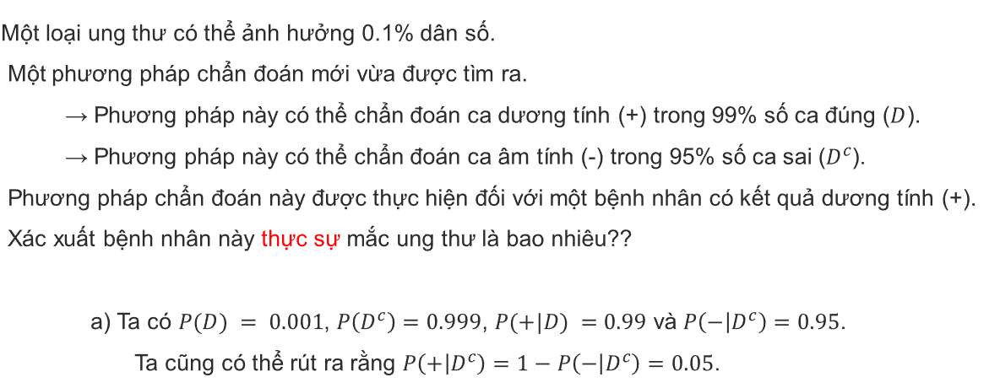 Một loại ung thư có thể ảnh hưởng 0.1% dân số.
Một phương pháp chẩn đoán mới vừa được tìm ra.
→ Phương pháp này có thể chẩn đoán ca dương tính (+) trong 99% số ca đúng (𝐷).
→ Phương pháp này có thể chẩn đoán ca âm tính (-) trong 95% số ca sai (𝐷ᶜ).
Phương pháp chẩn đoán này được thực hiện đối với một bệnh nhân có kết quả dương tính (+).
Xác xuất bệnh nhân này thực sự mắc ung thư là bao nhiêu??
a) Ta có 𝑃(𝐷) = 0.001, 𝑃(𝐷ᶜ) = 0.999, 𝑃(+|𝐷) = 0.99 và 𝑃(−|𝐷ᶜ) = 0.95.
Ta cũng có thể rút ra rằng 𝑃(+|𝐷ᶜ) = 1 − 𝑃(−|𝐷ᶜ) = 0.05.